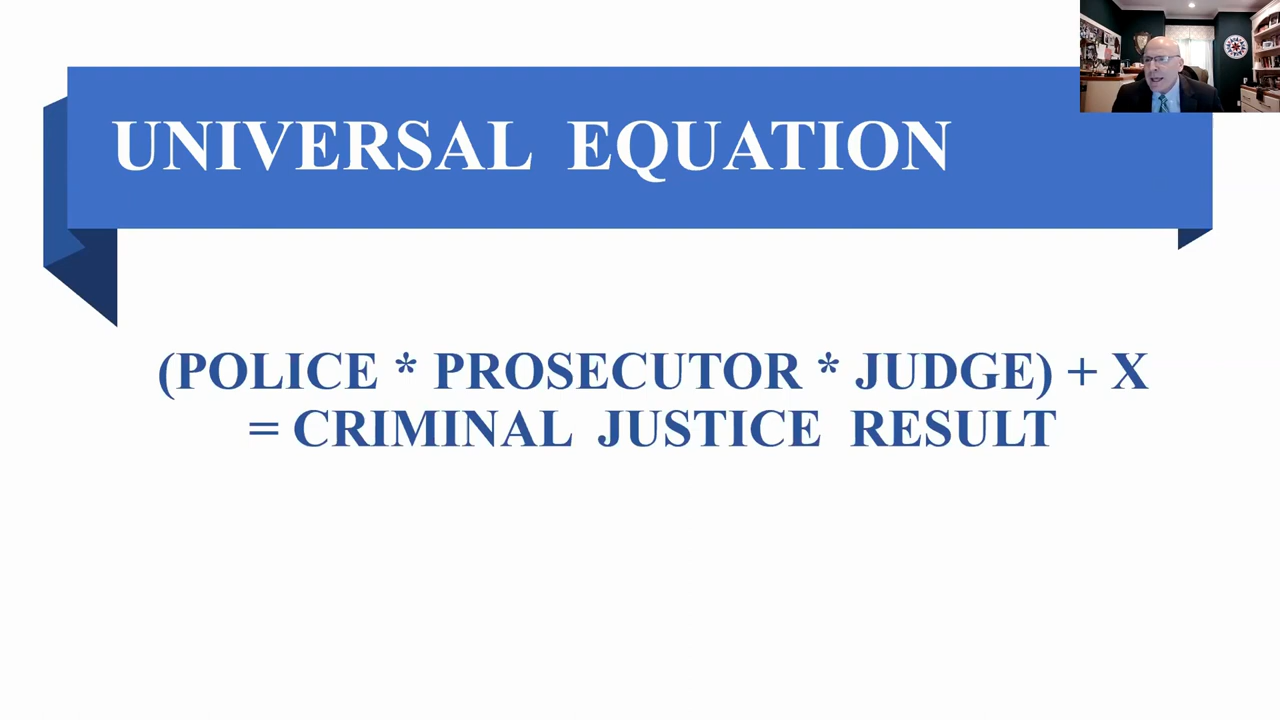 UNIVERSAL EQUATION
(POLICE * PROSECUTOR * JUDGE) + X
= CRIMINAL JUSTICE RESULT